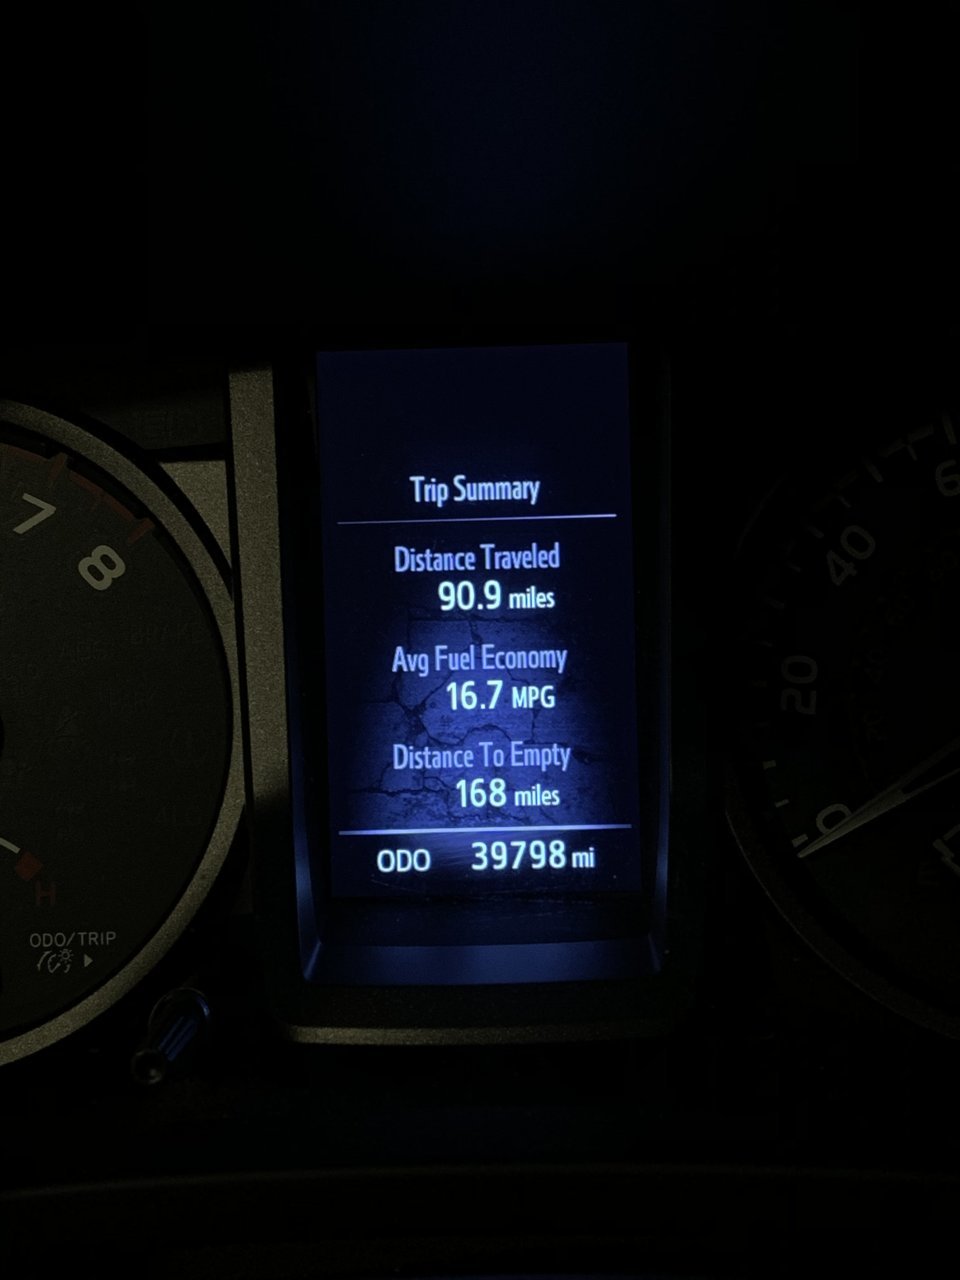 Trip Summary
Distance Traveled
90.9 miles
Avg Fuel Economy
16.7 MPG
Distance To Empty
168 miles
ODO 39798 mi
7
8
H
ODO/TRIP
0
20
40